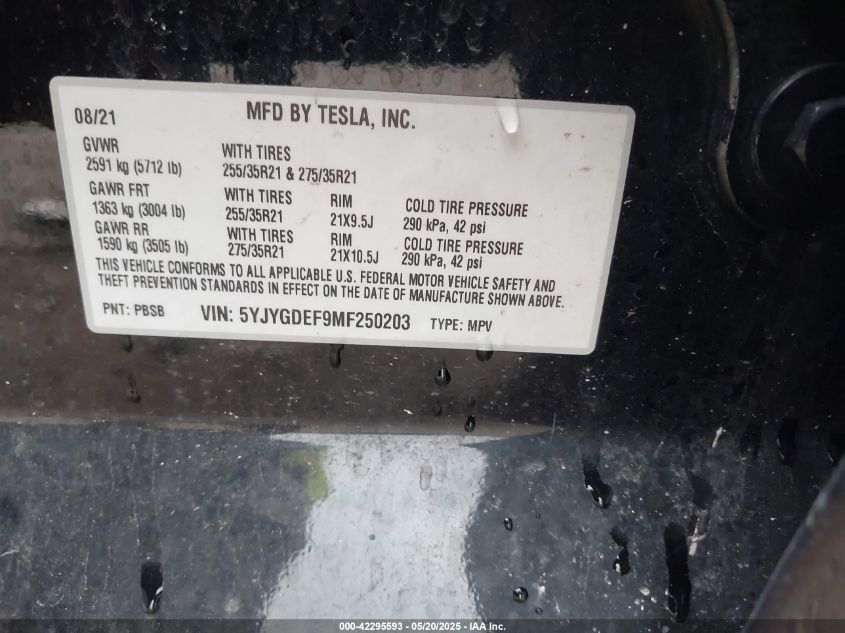 08/21 MFD BY TESLA, INC.
GVWR
2591 kg (5712 lb)
WITH TIRES
255/35R21 & 275/35R21
GAWR FRT
1363 kg (3004 lb)
WITH TIRES
255/35R21
RIM
21X9.5J
COLD TIRE PRESSURE
290 kPa, 42 psi
GAWR RR
1590 kg (3505 lb)
WITH TIRES
275/35R21
RIM
21X10.5J
COLD TIRE PRESSURE
290 kPa, 42 psi
THIS VEHICLE CONFORMS TO ALL APPLICABLE U.S. FEDERAL MOTOR VEHICLE SAFETY AND
THEFT PREVENTION STANDARDS IN EFFECT ON THE DATE OF MANUFACTURE SHOWN ABOVE.
PNT: PBSB VIN: 5YJYGDEF9MF250203 TYPE: MPV
000-42295593 - 05/20/2025 - IAA Inc.